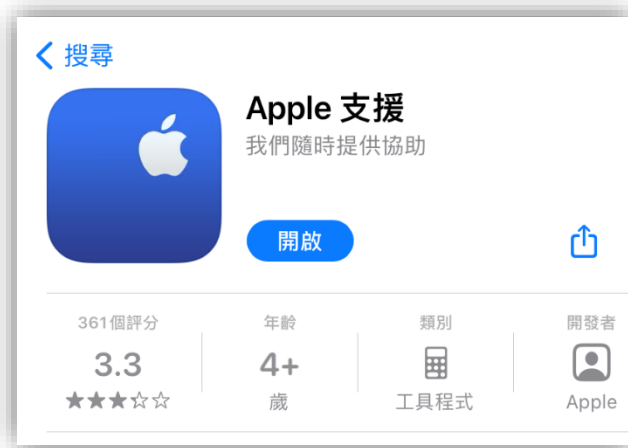 搜尋
Apple 支援
我們隨時提供協助
開啟
361個評分
3.3
★★★☆☆
年齡
4+
歲
類別
工具程式
開發者
Apple